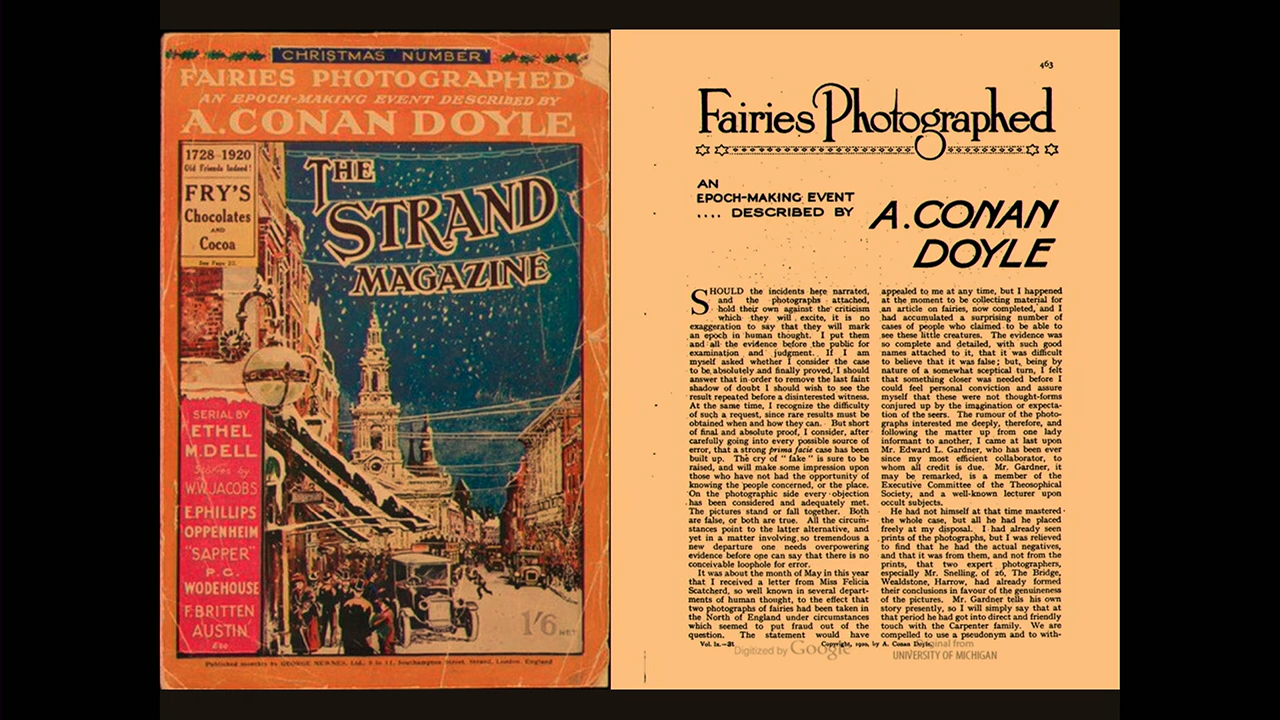 CHRISTMAS NUMBER
FAIRIES PHOTOGRAPHED
AN EPOCH-MAKING EVENT DESCRIBED BY
A. CONAN DOYLE
1728-1920
Old Friends Indeed!
FRY'S
Chocolates
AND
Cocoa
See Page 22.
THE
STRAND
MAGAZINE
SERIAL BY
ETHEL
M. DELL
Stories by
W.W. JACOBS
E. PHILLIPS
OPPENHEIM
"SAPPER"
P.G.
WODEHOUSE
F. BRITTEN
AUSTIN
Etc
1/6 NET
Published monthly by GEORGE NEWNES, Ltd., 8 to 11, Southampton Street, Strand, London, England
463
Fairies Photographed
AN
EPOCH-MAKING EVENT
.... DESCRIBED BY
A. CONAN
DOYLE
SHOULD the incidents here narrated,
and the photographs attached,
hold their own against the criticism
which they will excite, it is no
exaggeration to say that they will mark
an epoch in human thought. I put them
and all the evidence before the public for
examination and judgment. If I am
myself asked whether I consider the case
to be absolutely and finally proved, I should
answer that in order to remove the last faint
shadow of doubt I should wish to see the
result repeated before a disinterested witness.
At the same time, I recognize the difficulty
of such a request, since rare results must be
obtained when and how they can. But short
of final and absolute proof, I consider, after
carefully going into every possible source of
error, that a strong prima facie case has been
built up. The cry of " fake " is sure to be
raised, and will make some impression upon
those who have not had the opportunity of
knowing the people concerned, or the place.
On the photographic side every objection
has been considered and adequately met.
The pictures stand or fall together. Both
are false, or both are true. All the circum-
stances point to the latter alternative, and
yet in a matter involving so tremendous a
new departure one needs overpowering
evidence before one can say that there is no
conceivable loophole for error.
It was about the month of May in this year
that I received a letter from Miss Felicia
Scatcherd, so well known in several depart-
ments of human thought, to the effect that
two photographs of fairies had been taken in
the North of England under circumstances
which seemed to put fraud out of the
question. The statement would have
appealed to me at any time, but I happened
at the moment to be collecting material for
an article on fairies, now completed, and I
had accumulated a surprising number of
cases of people who claimed to be able to
see these little creatures. The evidence was
so complete and detailed, with such good
names attached to it, that it was difficult
to believe that it was false ; but, being by
nature of a somewhat sceptical turn, I felt
that something closer was needed before I
could feel personal conviction and assure
myself that these were not thought-forms
conjured up by the imagination or expecta-
tion of the seers. The rumour of the photo-
graphs interested me deeply, therefore, and
following the matter up from one lady
informant to another, I came at last upon
Mr. Edward L. Gardner, who has been ever
since my most efficient collaborator, to
whom all credit is due. Mr. Gardner, it
may be remarked, is a member of the
Executive Committee of the Theosophical
Society, and a well-known lecturer upon
occult subjects.
He had not himself at that time mastered
the whole case, but all he had he placed
freely at my disposal. I had already seen
prints of the photographs, but I was relieved
to find that he had the actual negatives,
and that it was from them, and not from the
prints, that two expert photographers,
especially Mr. Snelling, of 26, The Bridge,
Wealdstone, Harrow, had already formed
their conclusions in favour of the genuineness
of the pictures. Mr. Gardner tells his own
story presently, so I will simply say that at
that period he had got into direct and friendly
touch with the Carpenter family. We are
compelled to use a pseudonym and to with-
Vol. lx.—31.
Copyright, 1920, by A. Conan Doyle.
Digitized by Google
Original from
UNIVERSITY OF MICHIGAN